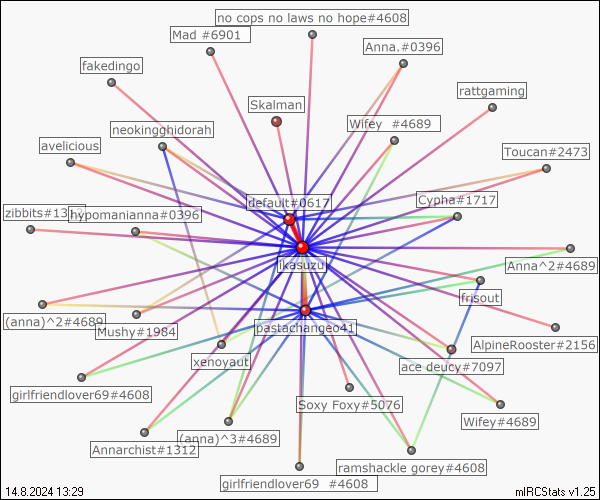 no cops no laws no hope#4608
Mad #6901
Anna.#0396
fakedingo
rattgaming
Skalman
neokingghidorah
Wifey  #4689
avelicious
Toucan#2473
default#0617
Cypha#1717
zibbits#1312
hypomanianna#0396
ikasuzu
Anna^2#4689
frisout
(anna)^2#4689
Mushy#1984
pastachangeo41
AlpineRooster#2156
xenoyaut
ace deucy#7097
girlfriendlover69#4608
Soxy Foxy#5076
Wifey#4689
Annarchist#1312
(anna)^3#4689
ramshackle gorey#4608
girlfriendlover69  #4608
14.8.2024 13:29
mIRCStats v1.25